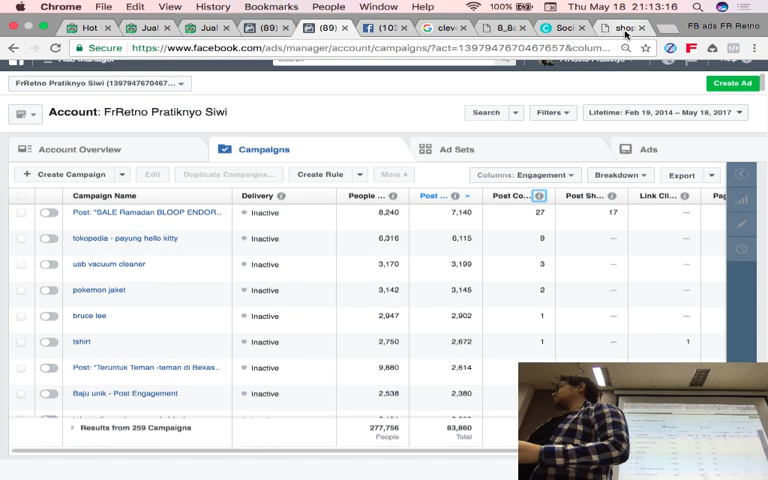 Chrome File Edit View History Bookmarks People Window Help 100% Thu May 18 21:13:16
Hot Jual Jual (89) (89) (10 clev 8_8 Soci shop FB ads FR Retno
Secure https://www.facebook.com/ads/manager/account/campaigns/?act=1397947670467657&colum...
FrRetno Pratiknyo Siwi (1397947670467...
Create Ad
Account: FrRetno Pratiknyo Siwi
Search Filters Lifetime: Feb 19, 2014 – May 18, 2017
Account Overview Campaigns Ad Sets Ads
+ Create Campaign Edit Duplicate Campaigns... Create Rule More Columns: Engagement Breakdown Export
Campaign Name Delivery People ... Post ... Post Co... Post Sh... Link Cli... Pag
Post: "SALE Ramadan BLOOP ENDOR... Inactive 8,240 7,140 27 17 —
tokopedia - payung hello kitty Inactive 6,316 6,115 9 — —
usb vacuum cleaner Inactive 3,170 3,199 3 — —
pokemon jaket Inactive 3,142 3,145 2 — —
bruce lee Inactive 2,947 2,902 1 — —
tshirt Inactive 2,750 2,672 1 — 1
Post: "Teruntuk Teman -teman di Bekas... Inactive 9,880 2,614
Baju unik - Post Engagement Inactive 2,538 2,380
Results from 259 Campaigns 277,756 83,860
People Total